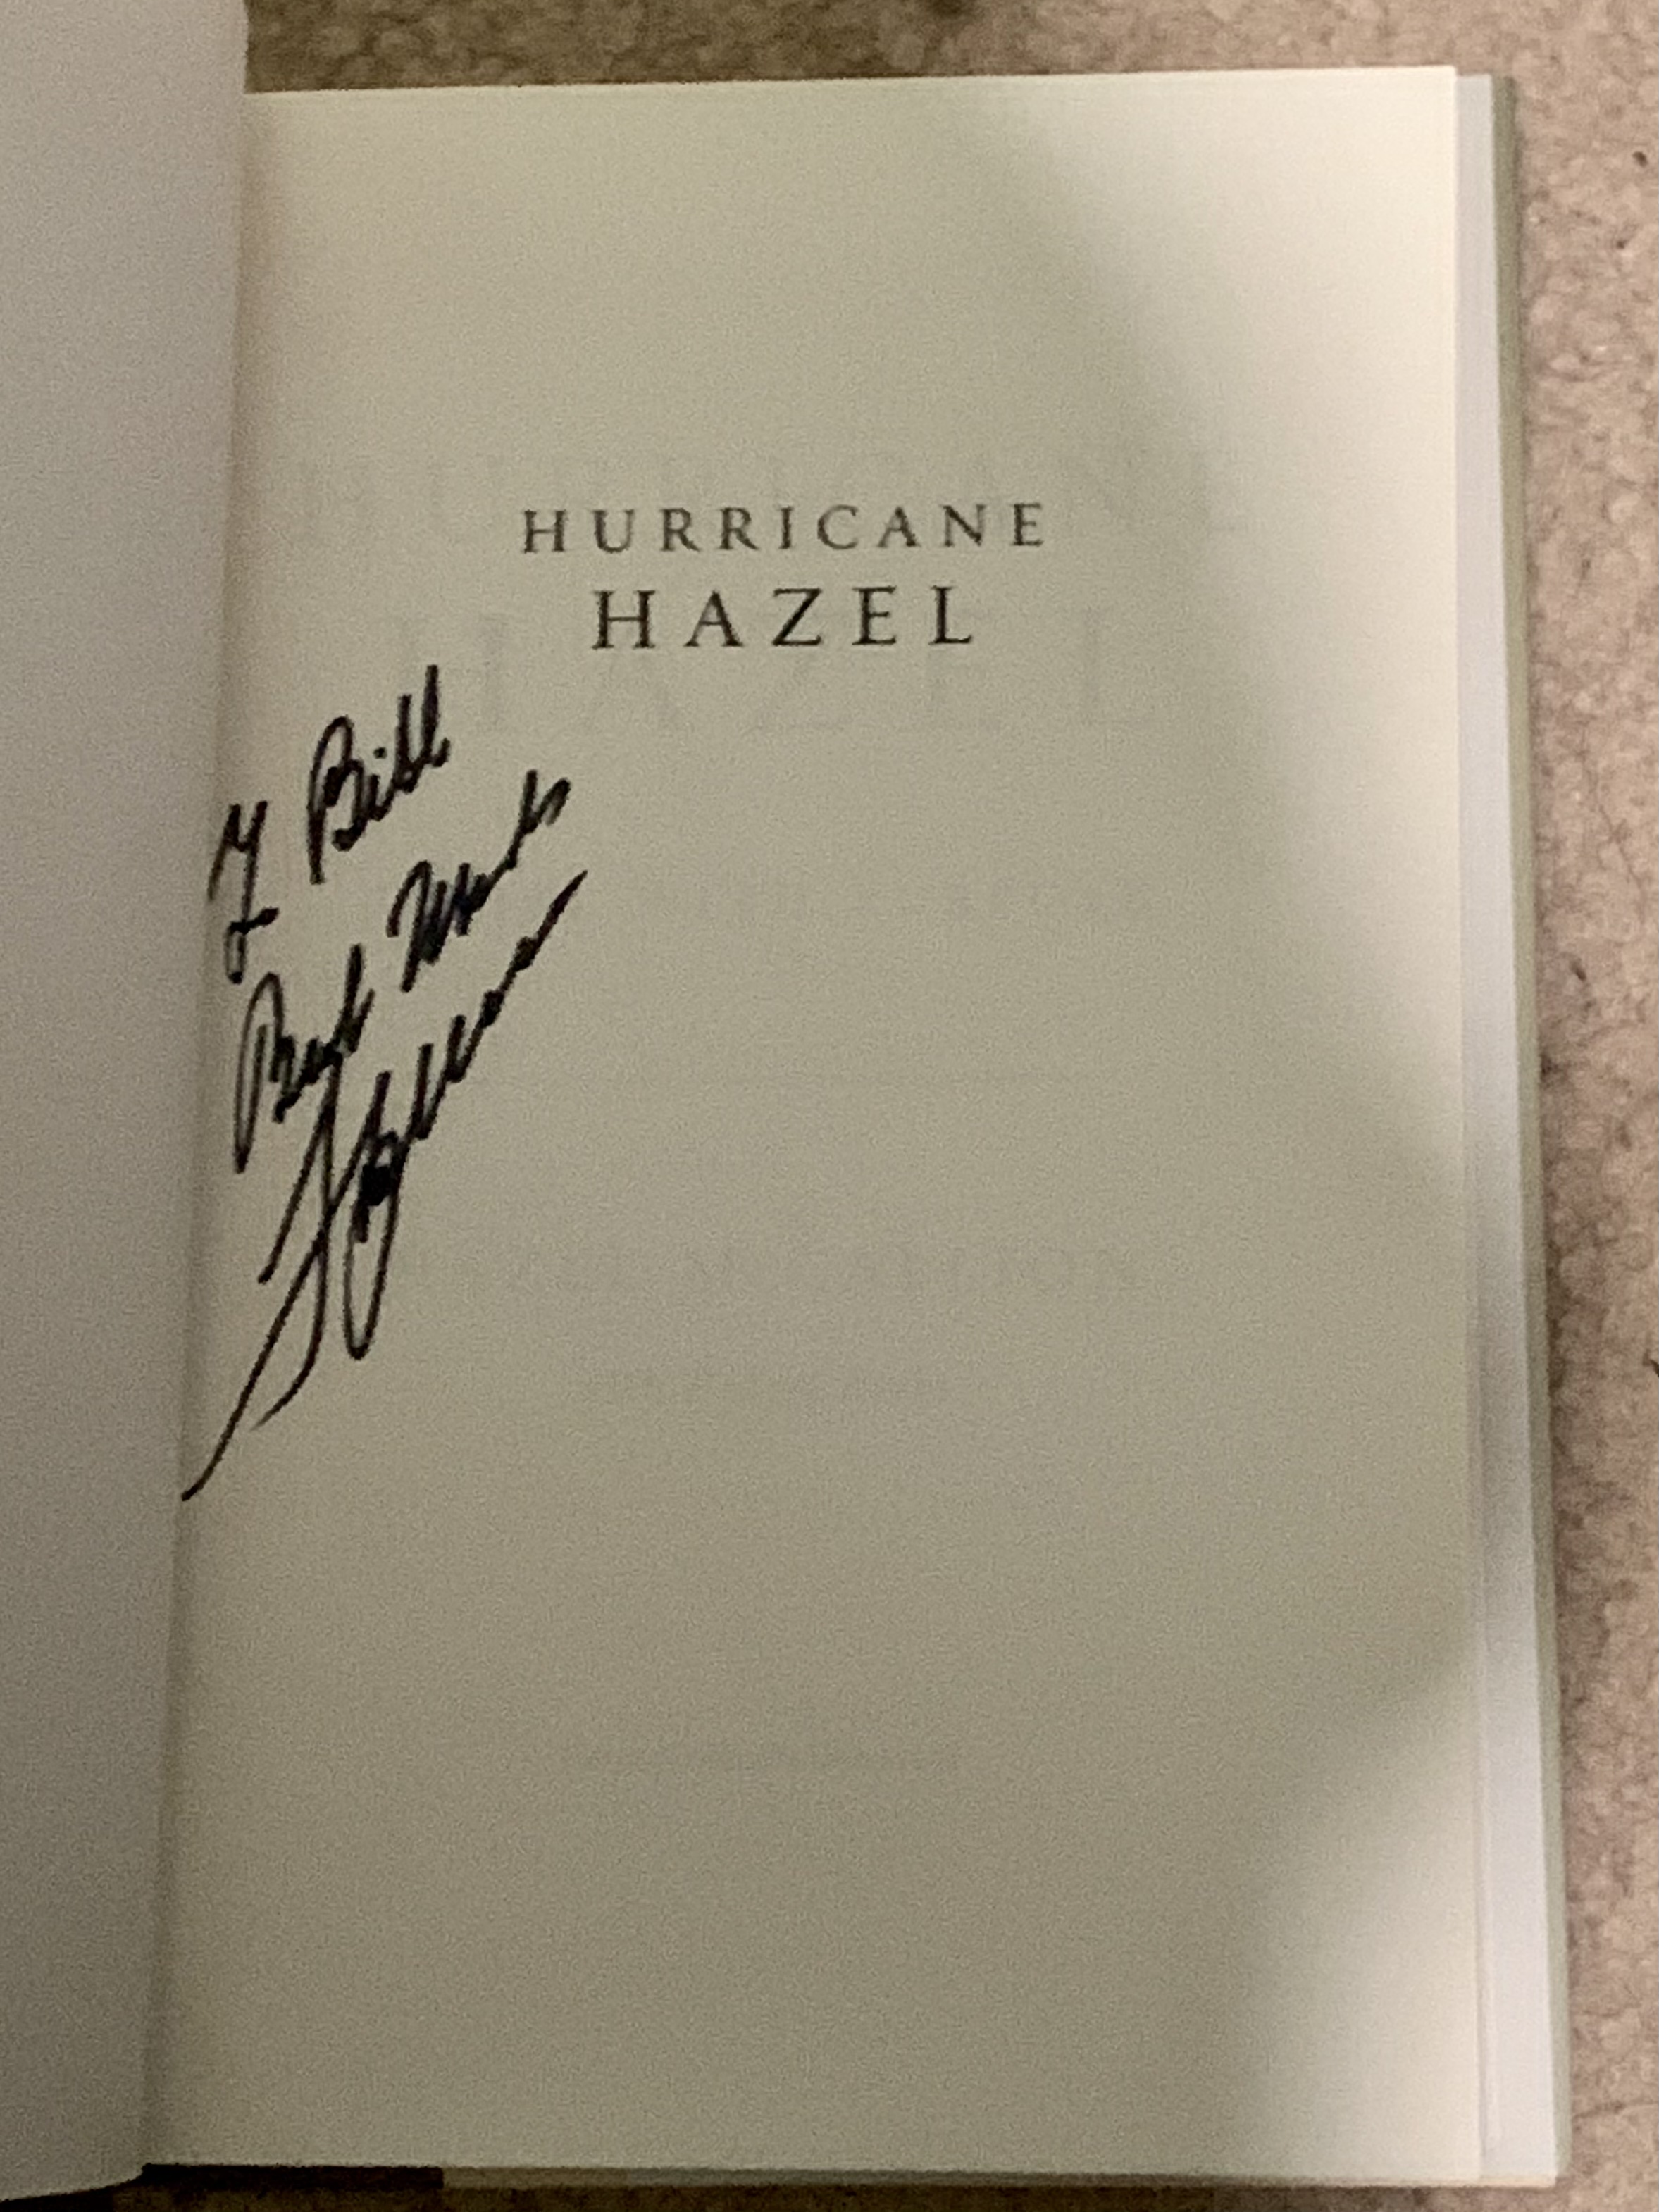 HURRICANE
HAZEL
To Bill
Best Wishes